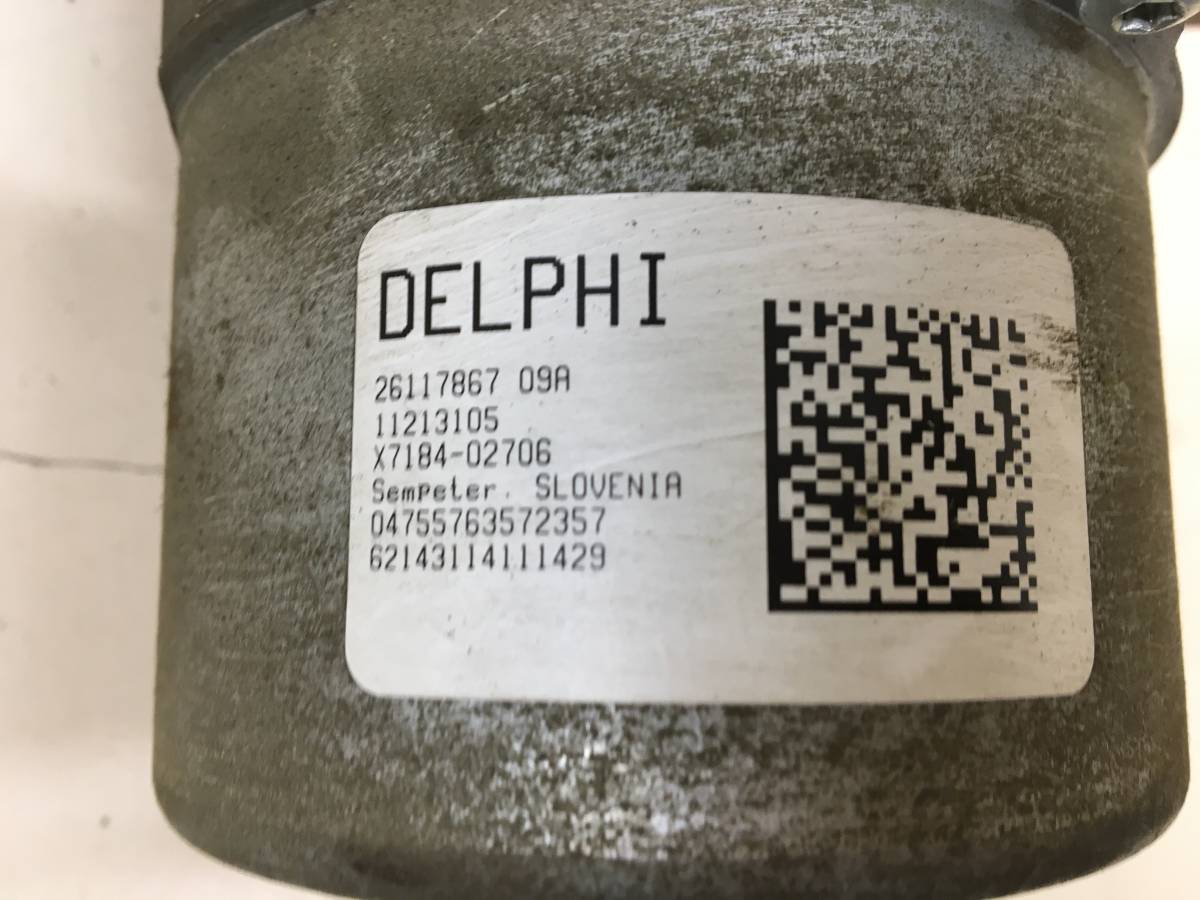 DELPHI
26117867 09A
11213105
X7184-02706
Sempeter. SLOVENIA
04755763572357
62143114111429